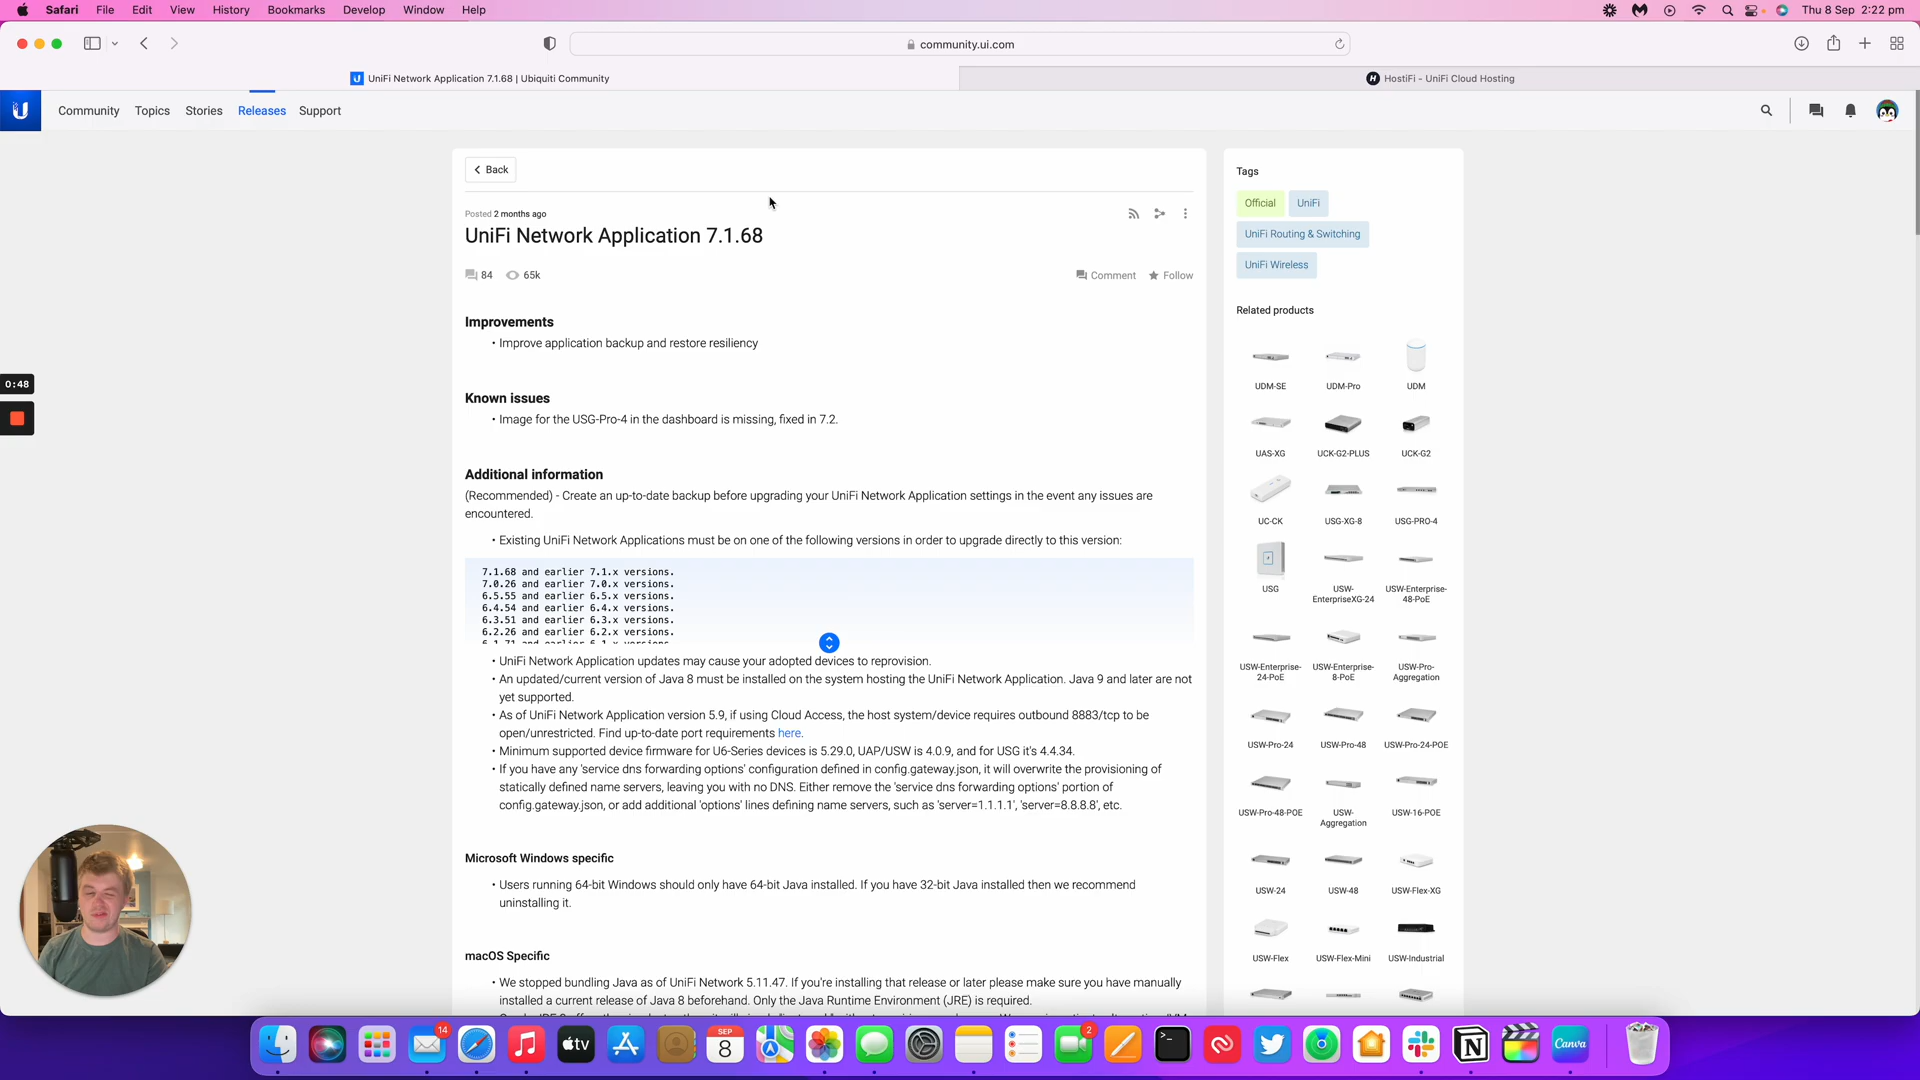 Safari File Edit View History Bookmarks Develop Window Help Thu 8 Sep 2:22 pm
community.ui.com
UniFi Network Application 7.1.68 | Ubiquiti Community
HostiFi - UniFi Cloud Hosting
Community Topics Stories Releases Support
Back
Posted 2 months ago
UniFi Network Application 7.1.68
84 65k Comment Follow
Improvements
• Improve application backup and restore resiliency
Known issues
• Image for the USG-Pro-4 in the dashboard is missing, fixed in 7.2.
Additional information
(Recommended) - Create an up-to-date backup before upgrading your UniFi Network Application settings in the event any issues are
encountered.
• Existing UniFi Network Applications must be on one of the following versions in order to upgrade directly to this version:
7.1.68 and earlier 7.1.x versions.
7.0.26 and earlier 7.0.x versions.
6.5.55 and earlier 6.5.x versions.
6.4.54 and earlier 6.4.x versions.
6.3.51 and earlier 6.3.x versions.
6.2.26 and earlier 6.2.x versions.
6.1.71 and earlier 6.1.x versions.
• UniFi Network Application updates may cause your adopted devices to reprovision.
• An updated/current version of Java 8 must be installed on the system hosting the UniFi Network Application. Java 9 and later are not
yet supported.
• As of UniFi Network Application version 5.9, if using Cloud Access, the host system/device requires outbound 8883/tcp to be
open/unrestricted. Find up-to-date port requirements here.
• Minimum supported device firmware for U6-Series devices is 5.29.0, UAP/USW is 4.0.9, and for USG it's 4.4.34.
• If you have any 'service dns forwarding options' configuration defined in config.gateway.json, it will overwrite the provisioning of
statically defined name servers, leaving you with no DNS. Either remove the 'service dns forwarding options' portion of
config.gateway.json, or add additional 'options' lines defining name servers, such as 'server=1.1.1.1', 'server=8.8.8.8', etc.
Microsoft Windows specific
• Users running 64-bit Windows should only have 64-bit Java installed. If you have 32-bit Java installed then we recommend
uninstalling it.
macOS Specific
• We stopped bundling Java as of UniFi Network 5.11.47. If you're installing that release or later please make sure you have manually
installed a current release of Java 8 beforehand. Only the Java Runtime Environment (JRE) is required.
Tags
Official UniFi
UniFi Routing & Switching
UniFi Wireless
Related products
UDM-SE UDM-Pro UDM
UAS-XG UCK-G2-PLUS UCK-G2
UC-CK USG-XG-8 USG-PRO-4
USG USW- USW-Enterprise-
EnterpriseXG-24 48-PoE
USW-Enterprise- USW-Enterprise- USW-Pro-
24-PoE 8-PoE Aggregation
USW-Pro-24 USW-Pro-48 USW-Pro-24-POE
USW-Pro-48-POE USW- USW-16-POE
Aggregation
USW-24 USW-48 USW-Flex-XG
USW-Flex USW-Flex-Mini USW-Industrial
0:48
14
tv
SEP
8
2
Canva